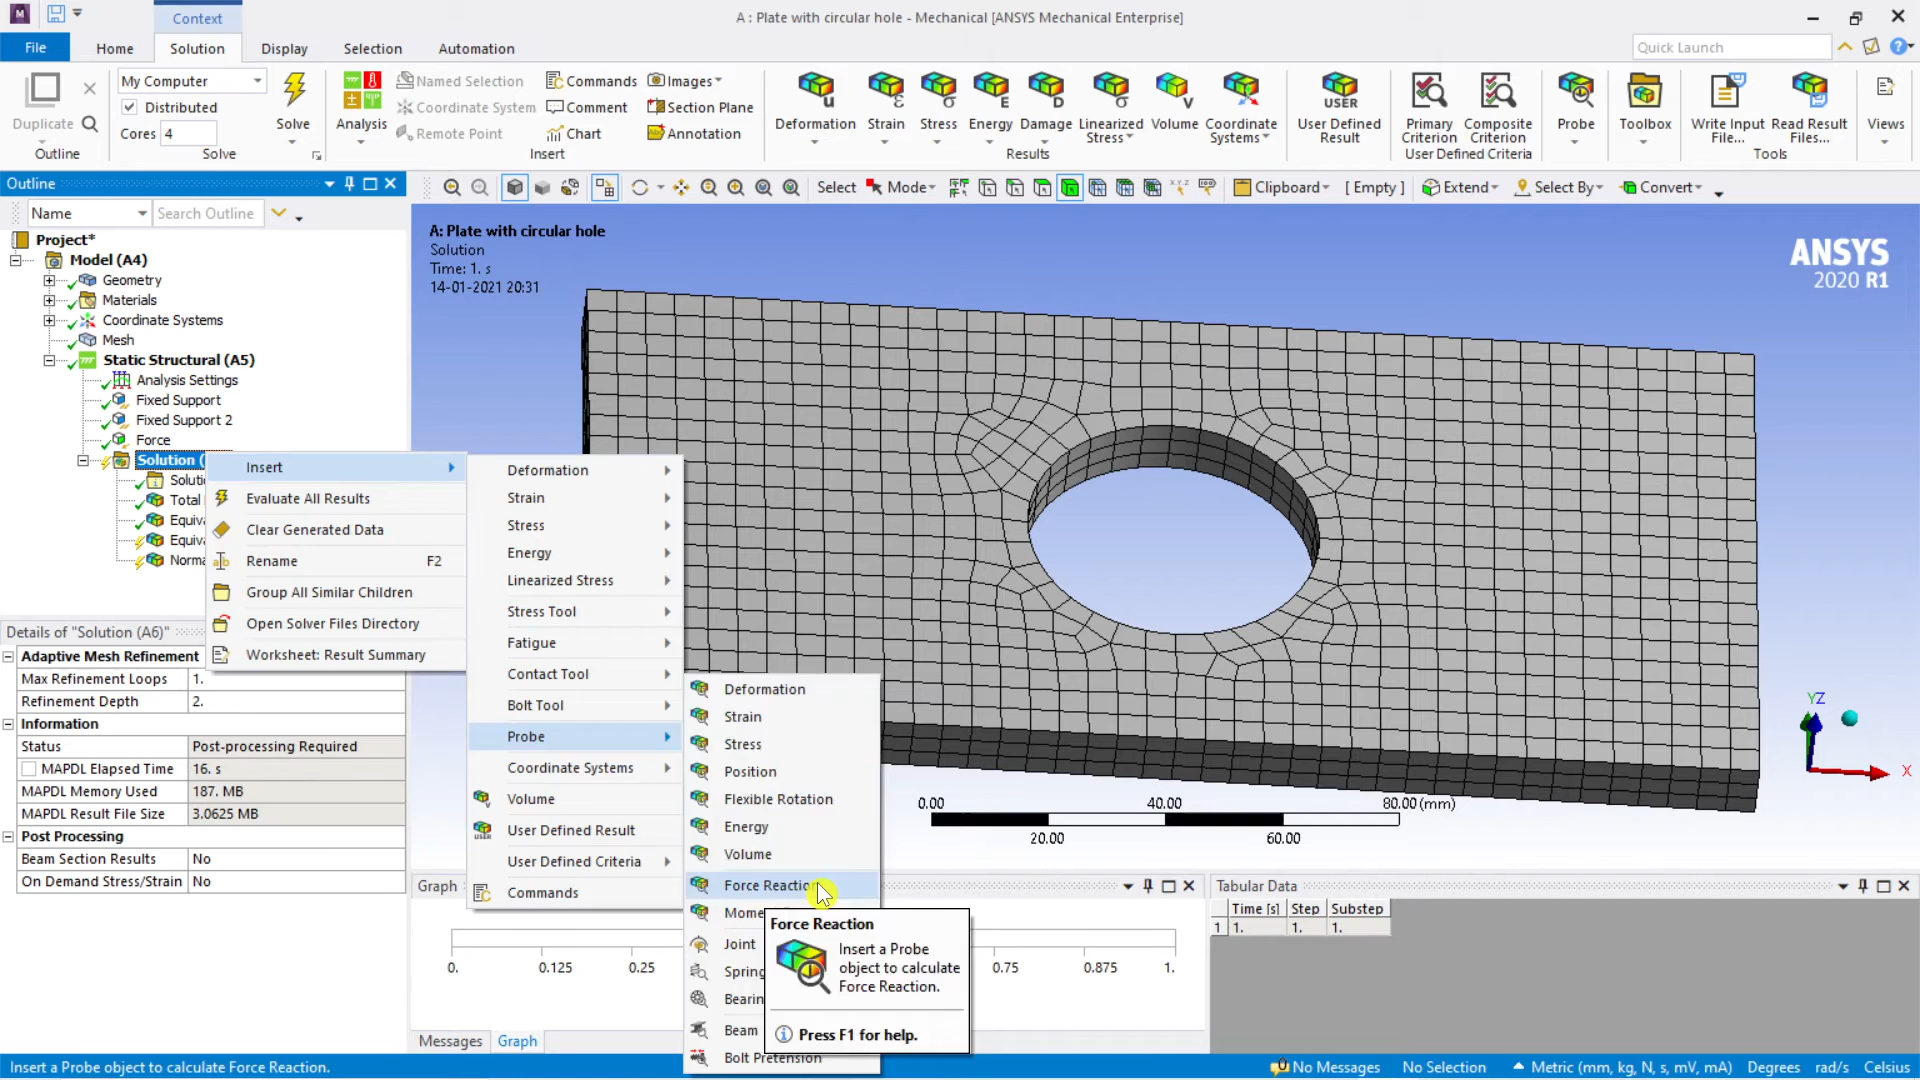 Context
A : Plate with circular hole - Mechanical [ANSYS Mechanical Enterprise]
File
Home
Solution
Display
Selection
Automation
Quick Launch
Duplicate
Outline
My Computer
Distributed
Cores 4
Solve
Solve
Analysis
Named Selection
Coordinate System
Remote Point
Commands
Comment
Chart
Images
Section Plane
Annotation
Insert
Deformation
Strain
Stress
Energy
Damage
Linearized
Stress
Volume
Coordinate
Systems
Results
USER
User Defined
Result
Primary
Criterion
Composite
Criterion
User Defined Criteria
Probe
Toolbox
Write Input
File...
Read Result
Files...
Tools
Views
Outline
Select
Mode
Clipboard
[ Empty ]
Extend
Select By
Convert
Name
Search Outline
Project*
Model (A4)
Geometry
Materials
Coordinate Systems
Mesh
Static Structural (A5)
Analysis Settings
Fixed Support
Fixed Support 2
Force
Solution (
Soluti
Total
Equiva
Equiva
Norma
A: Plate with circular hole
Solution
Time: 1. s
14-01-2021 20:31
ANSYS
2020 R1
Insert
Evaluate All Results
Clear Generated Data
Rename F2
Group All Similar Children
Open Solver Files Directory
Worksheet: Result Summary
Deformation
Strain
Stress
Energy
Linearized Stress
Stress Tool
Fatigue
Contact Tool
Bolt Tool
Probe
Coordinate Systems
Volume
User Defined Result
User Defined Criteria
Commands
Deformation
Strain
Stress
Position
Flexible Rotation
Energy
Volume
Force Reaction
Mome
Joint
Spring
Bearin
Beam
Bolt Pretension
Force Reaction
Insert a Probe
object to calculate
Force Reaction.
Press F1 for help.
Details of "Solution (A6)"
Adaptive Mesh Refinement
Max Refinement Loops 1.
Refinement Depth 2.
Information
Status Post-processing Required
MAPDL Elapsed Time 16. s
MAPDL Memory Used 187. MB
MAPDL Result File Size 3.0625 MB
Post Processing
Beam Section Results No
On Demand Stress/Strain No
0.00 40.00 80.00 (mm)
20.00 60.00
Y Z
X
Graph
0. 0.125 0.25 0.75 0.875 1.
Messages Graph
Tabular Data
Time [s] Step Substep
1 1. 1. 1.
Insert a Probe object to calculate Force Reaction.
No Messages
No Selection
Metric (mm, kg, N, s, mV, mA)
Degrees
rad/s
Celsius